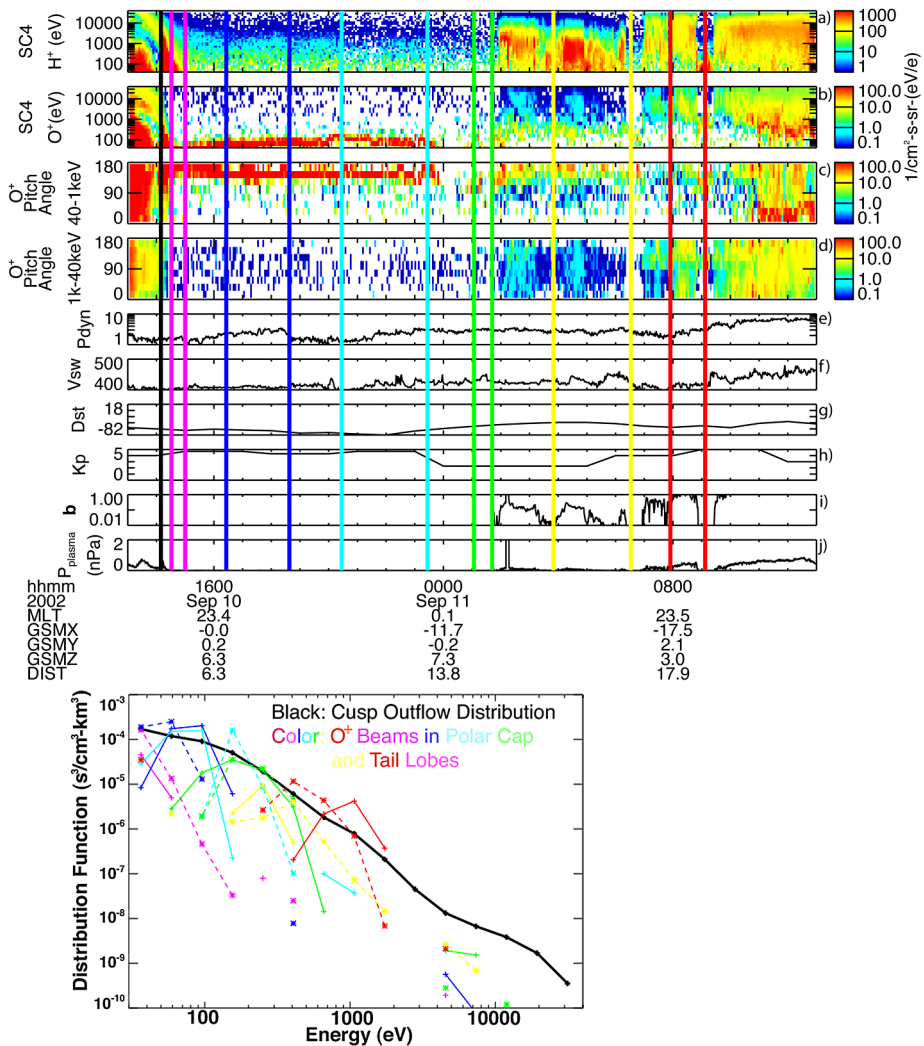 SC4
H+ (eV)
10000
1000
100
a)
1000
100
10
1
SC4
O+(eV)
10000
1000
100
b)
100.0
10.0
1.0
0.1
1/(cm²-s-sr-(eV/e)
O+
Pitch
Angle
40-1keV
180
90
0
c)
100.0
10.0
1.0
0.1
O+
Pitch
Angle
1k-40keV
180
90
0
d)
100.0
10.0
1.0
0.1
Pdyn
10
1
e)
Vsw
500
400
f)
Dst
18
-82
g)
Kp
5
0
h)
b
1.00
0.01
i)
Pplasma
(nPa)
2
0
j)
hhmm 1600 0000 0800
2002 Sep 10 Sep 11
MLT 23.4 0.1 23.5
GSMX -0.0 -11.7 -17.5
GSMY 0.2 -0.2 2.1
GSMZ 6.3 7.3 3.0
DIST 6.3 13.8 17.9
Distribution Function (s³/cm³-km³)
10-3
10-4
10-5
10-6
10-7
10-8
10-9
10-10
Black: Cusp Outflow Distribution
Color: O+ Beams in Polar Cap
and Tail Lobes
100 1000 10000
Energy (eV)